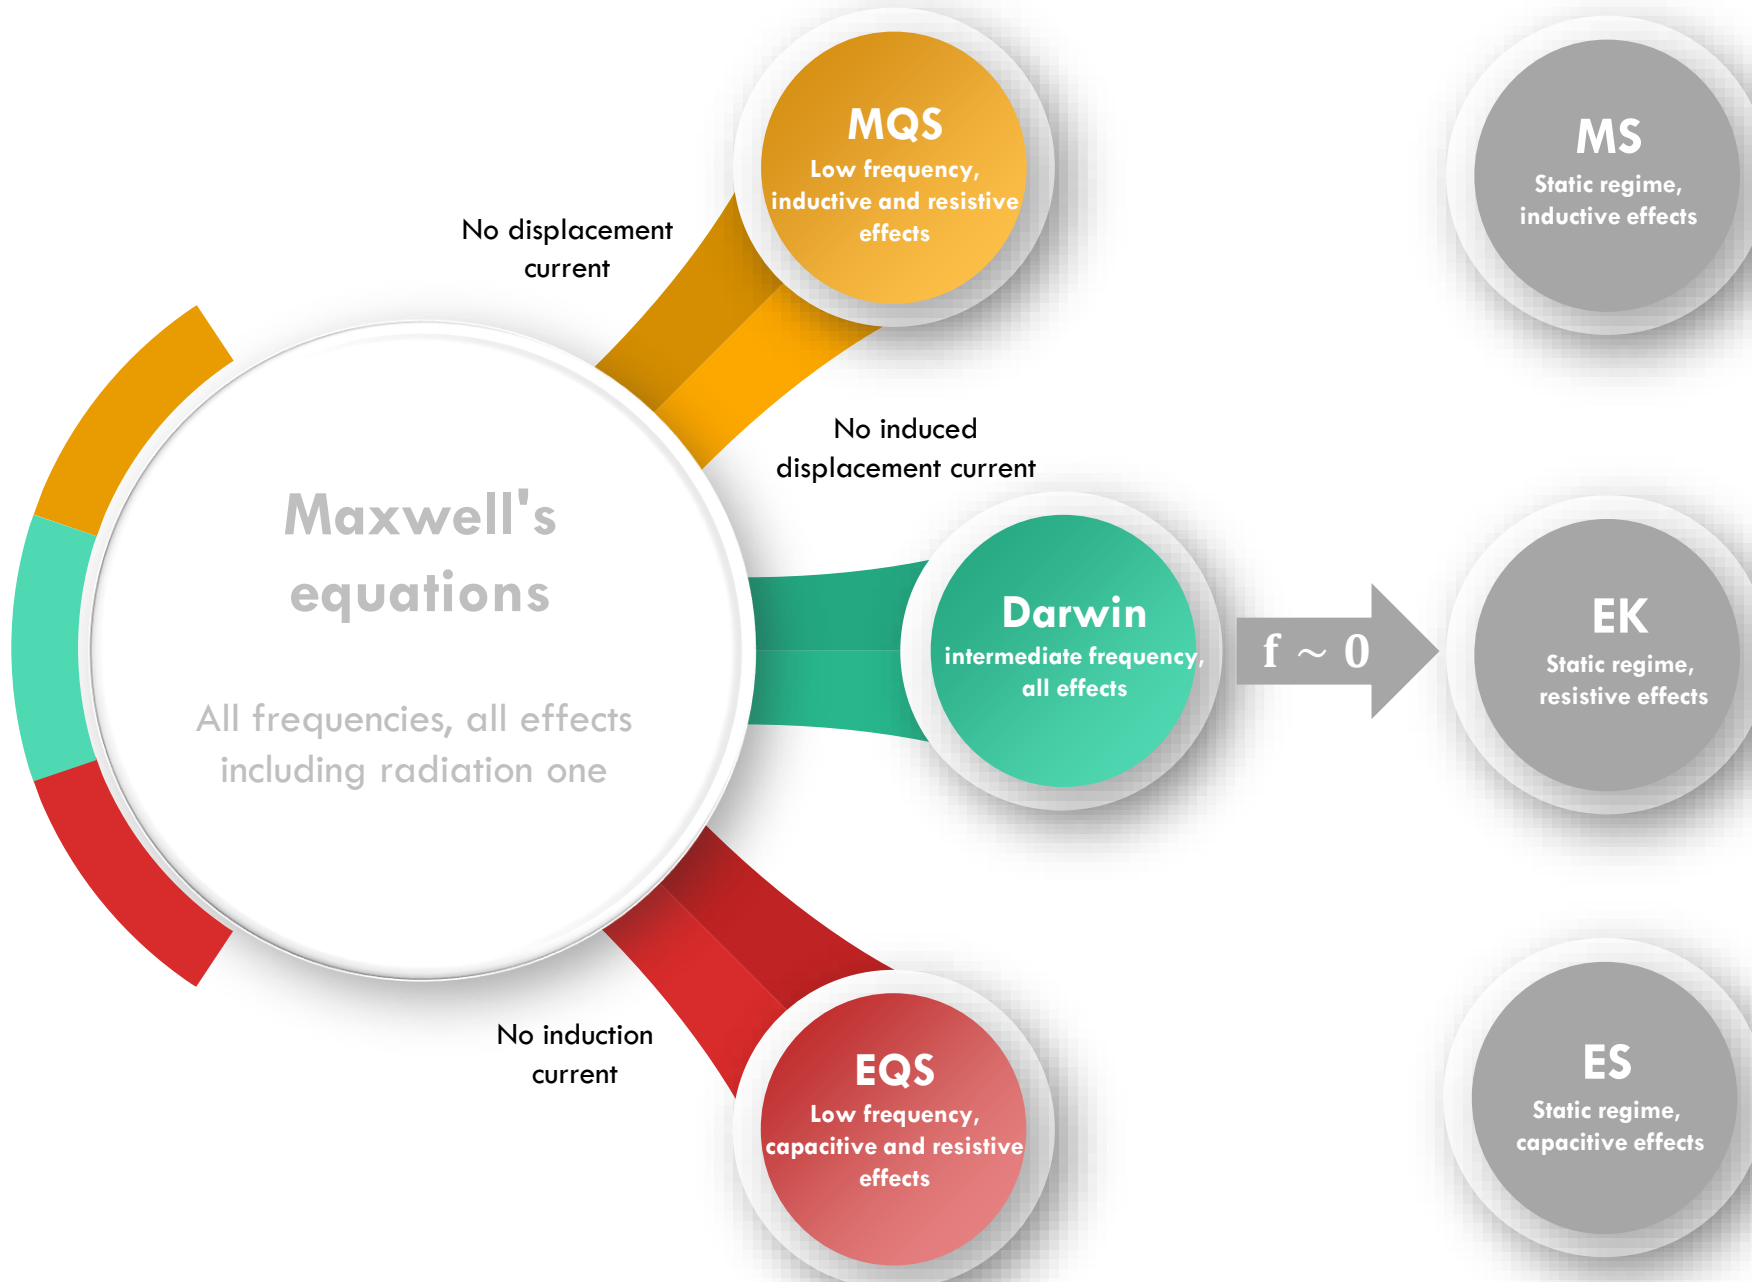 Maxwell's
equations
All frequencies, all effects
including radiation one
No displacement
current
MQS
Low frequency,
inductive and resistive
effects
No induced
displacement current
Darwin
intermediate frequency,
all effects
No induction
current
EQS
Low frequency,
capacitive and resistive
effects
f ~ 0
MS
Static regime,
inductive effects
EK
Static regime,
resistive effects
ES
Static regime,
capacitive effects